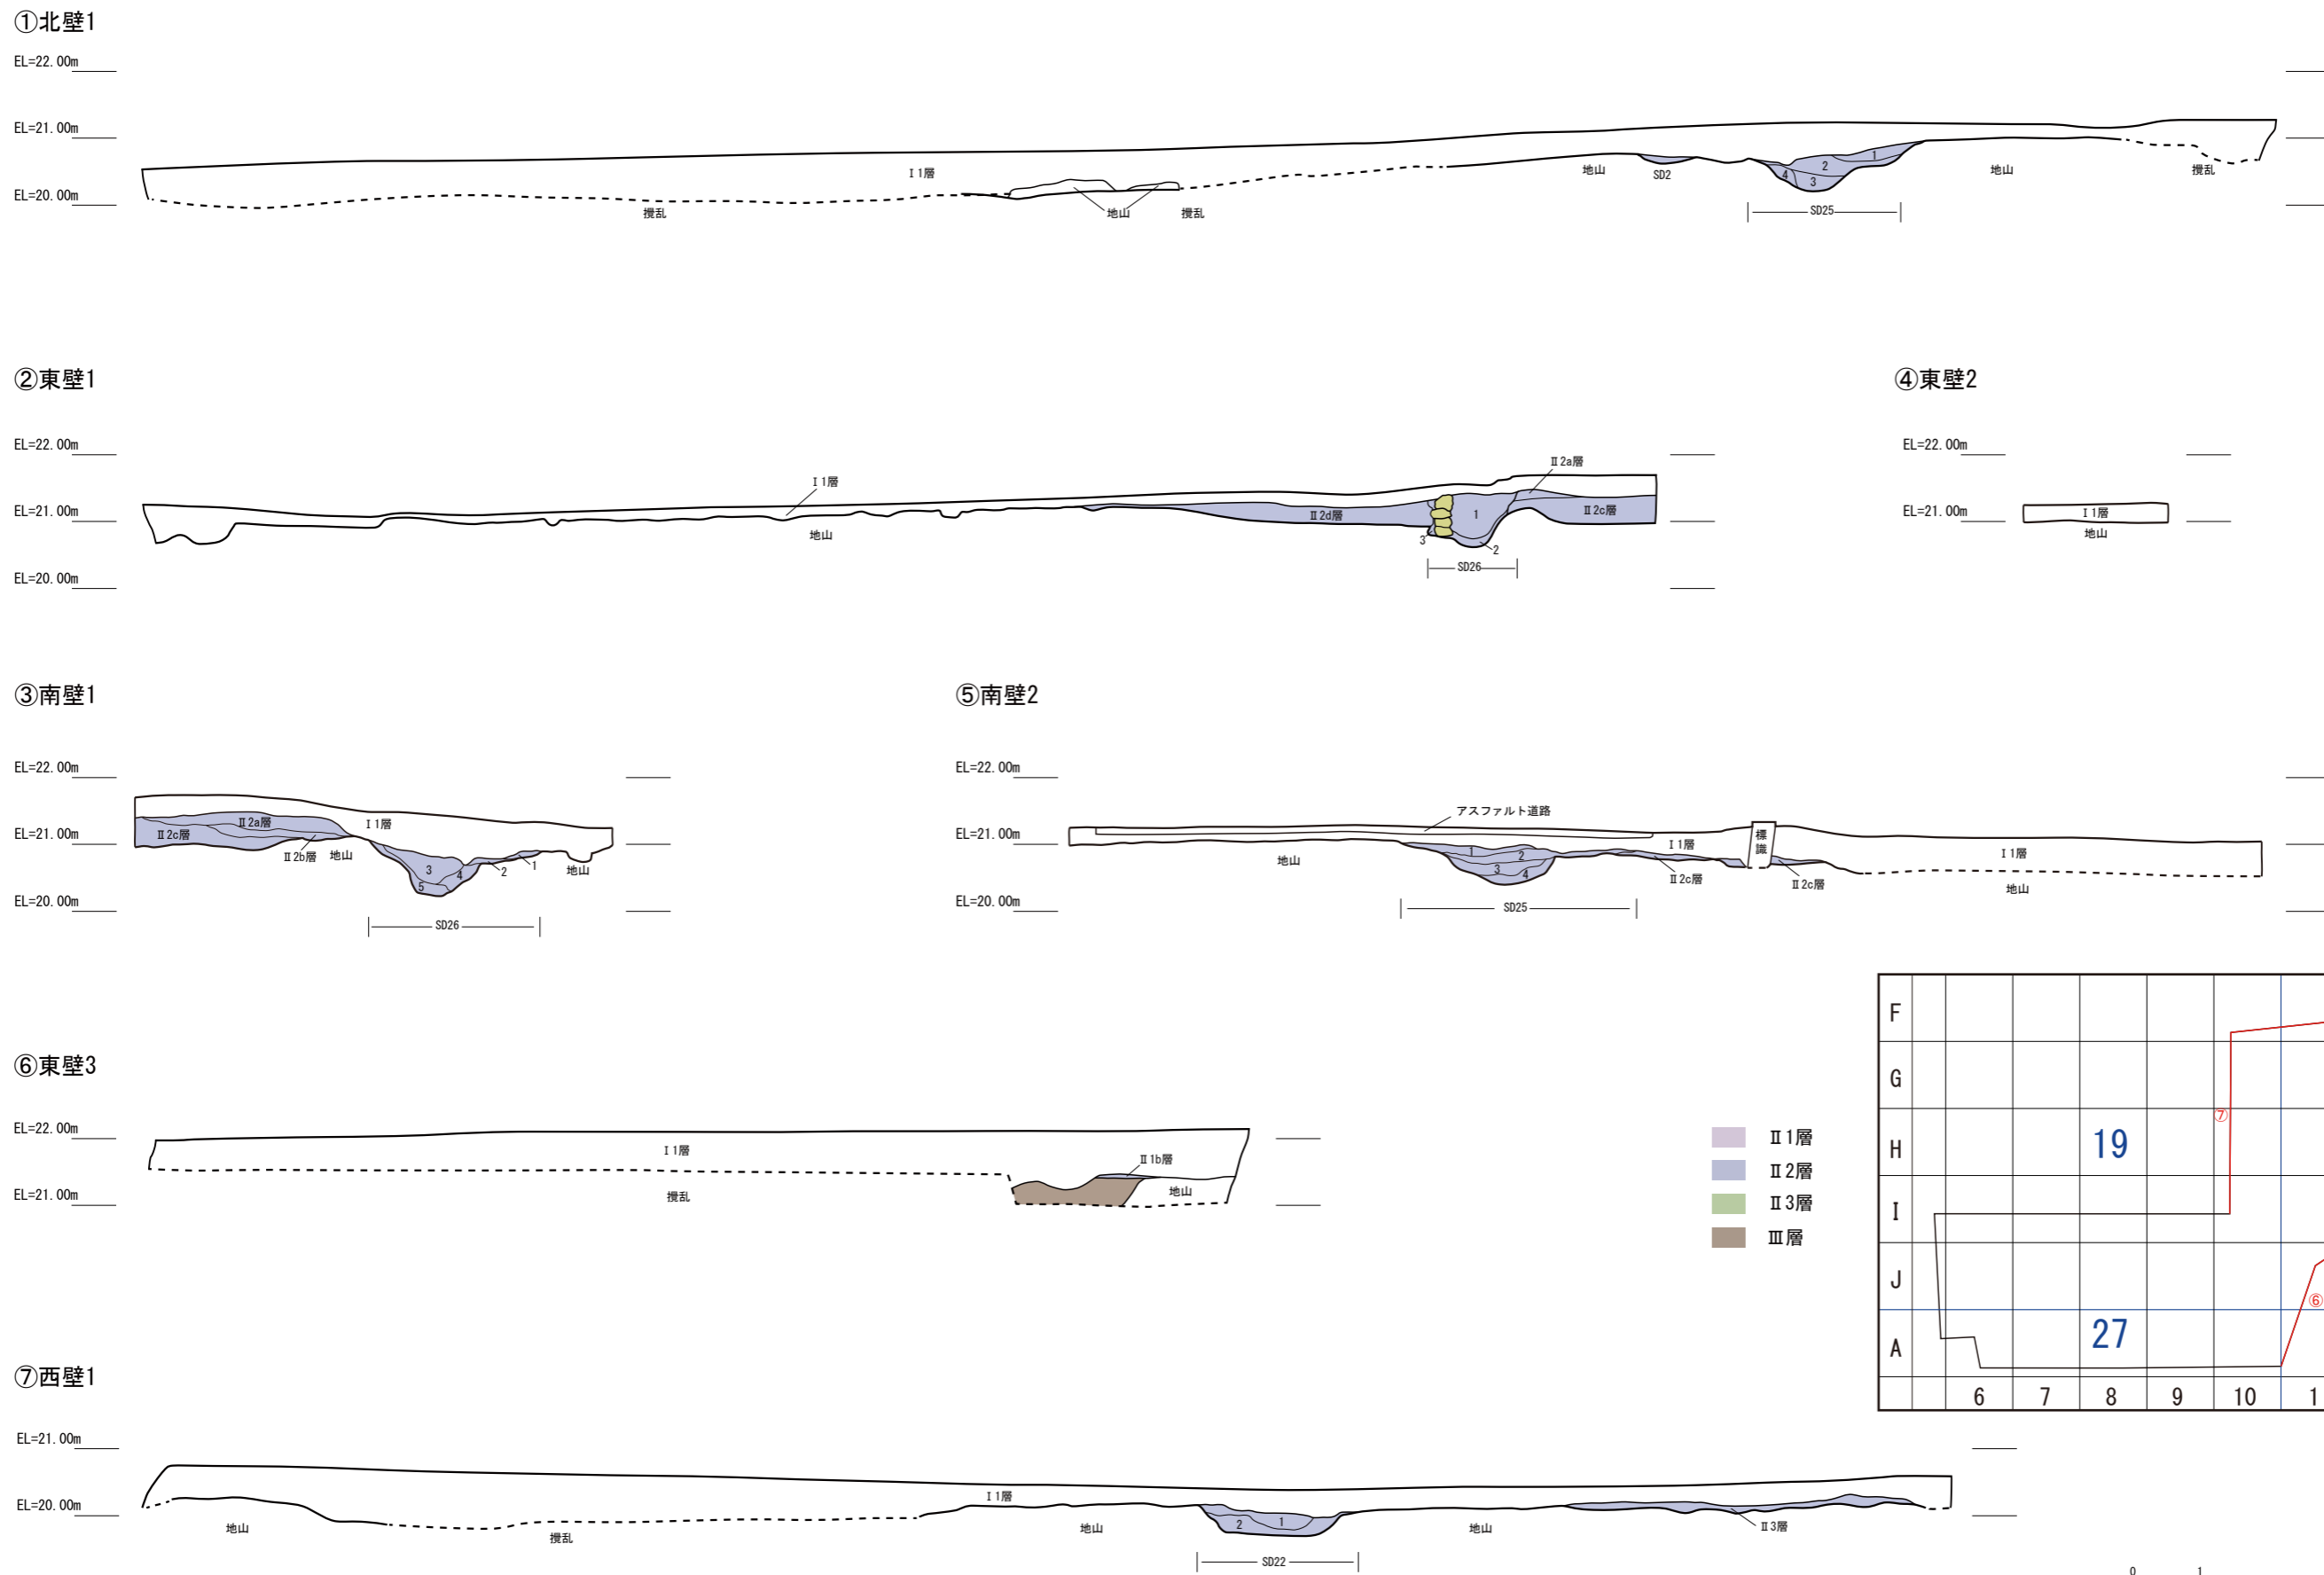 ①北壁1
EL=22.00m
EL=21.00m
EL=20.00m
Ⅰ1層
攪乱
地山
攪乱
地山
SD2
1
2
3
4
SD25
地山
攪乱
②東壁1
EL=22.00m
EL=21.00m
EL=20.00m
Ⅰ1層
地山
Ⅱ2d層
3
1
2
SD26
Ⅱ2a層
Ⅱ2c層
④東壁2
EL=22.00m
EL=21.00m
Ⅰ1層
地山
③南壁1
EL=22.00m
EL=21.00m
EL=20.00m
Ⅱ2c層
Ⅱ2a層
Ⅱ2b層
地山
Ⅰ1層
3
4
5
2
1
地山
SD26
⑤南壁2
EL=22.00m
EL=21.00m
EL=20.00m
アスファルト道路
地山
1
2
3
4
SD25
Ⅰ1層
Ⅱ2c層
標識
Ⅱ2c層
Ⅰ1層
地山
⑥東壁3
EL=22.00m
EL=21.00m
Ⅰ1層
攪乱
Ⅱ1b層
地山
Ⅱ1層
Ⅱ2層
Ⅱ3層
Ⅲ層
F
G
H
I
J
A
⑦
19
⑥
27
6 7 8 9 10 1
⑦西壁1
EL=21.00m
EL=20.00m
地山
攪乱
Ⅰ1層
地山
2
1
SD22
地山
Ⅱ3層
0 1